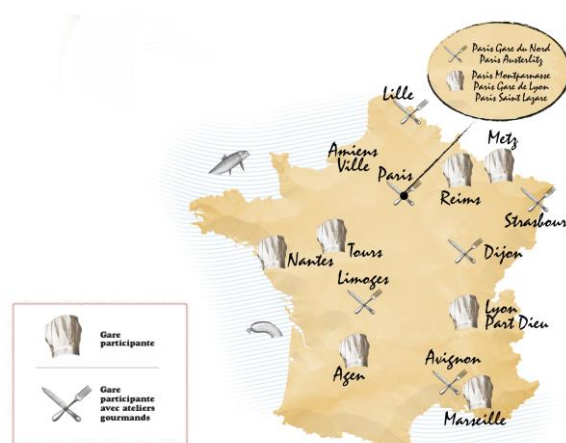 Paris Gare du Nord
Paris Austerlitz
Paris Montparnasse
Paris Gare de Lyon
Paris Saint Lazare
Lille
Metz
Amiens
Ville
Paris
Reims
Strasbour
Nantes
Tours
Dijon
Limoges
Lyon
Part Dieu
Agen
Avignon
Marseille
Gare
participante
Gare
participante
avec ateliers
gourmands